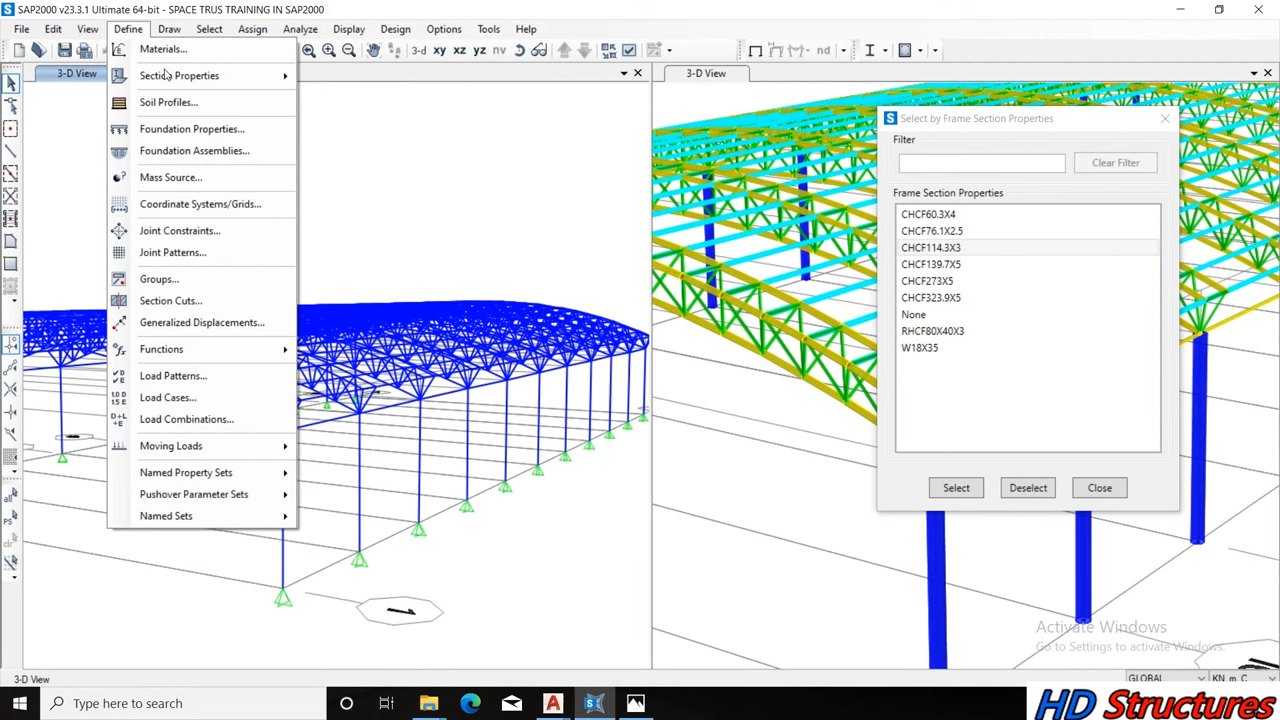 SAP2000 v23.3.1 Ultimate 64-bit - SPACE TRUS TRAINING IN SAP2000
File Edit View Define Draw Select Assign Analyze Display Design Options Tools Help
3-d xy xz yz nd
3-D View
3-D View
Materials...
Section Properties
Soil Profiles...
Foundation Properties...
Foundation Assemblies...
Mass Source...
Coordinate Systems/Grids...
Joint Constraints...
Joint Patterns...
Groups...
Section Cuts...
Generalized Displacements...
Functions
Load Patterns...
Load Cases...
Load Combinations...
Moving Loads
Named Property Sets
Pushover Parameter Sets
Named Sets
Select by Frame Section Properties
Filter
Clear Filter
Frame Section Properties
CHCF60.3X4
CHCF76.1X2.5
CHCF114.3X3
CHCF139.7X5
CHCF273X5
CHCF323.9X5
None
RHCF80X40X3
W18X35
Select Deselect Close
Activate Windows
Go to Settings to activate Windows.
3-D View
GLOBAL
KN, m, C
Type here to search
HD Structures